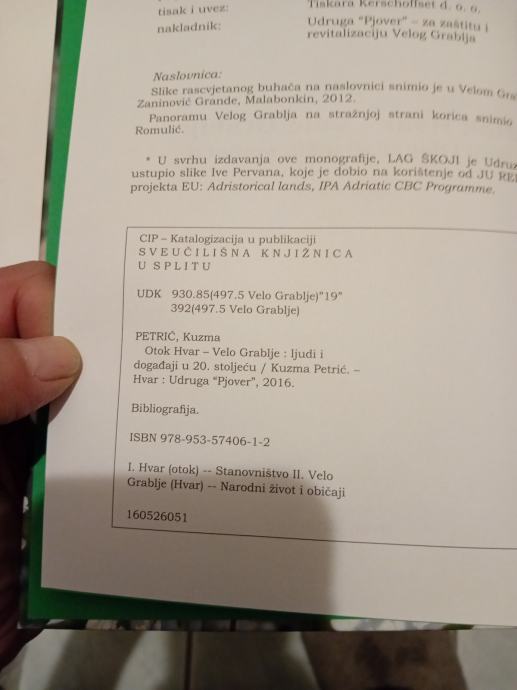 tisak i uvez: Tiskara Kerschoffset d. o. o.
nakladnik: Udruga “Pjover” – za zaštitu i
revitalizaciju Velog Grablja
Naslovnica:
Slike rascvjetanog buhača na naslovnici snimio je u Velom
Zaninović Grande, Malabonkin, 2012.
Panoramu Velog Grablja na stražnjoj strani korica snimio
Romulić.
* U svrhu izdavanja ove monografije, LAG ŠKOJI je
ustupio slike Ive Pervana, koje je dobio na korištenje od JU
projekta EU: Adristorical lands, IPA Adriatic CBC Programme.
CIP – Katalogizacija u publikaciji
SVEUČILIŠNA KNJIŽNICA
U SPLITU
UDK 930.85(497.5 Velo Grablje)"19"
392(497.5 Velo Grablje)
PETRIĆ, Kuzma
Otok Hvar – Velo Grablje : ljudi i
događaji u 20. stoljeću / Kuzma Petrić. –
Hvar : Udruga “Pjover”, 2016.
Bibliografija.
ISBN 978-953-57406-1-2
I. Hvar (otok) -- Stanovništvo II. Velo
Grablje (Hvar) -- Narodni život i običaji
160526051